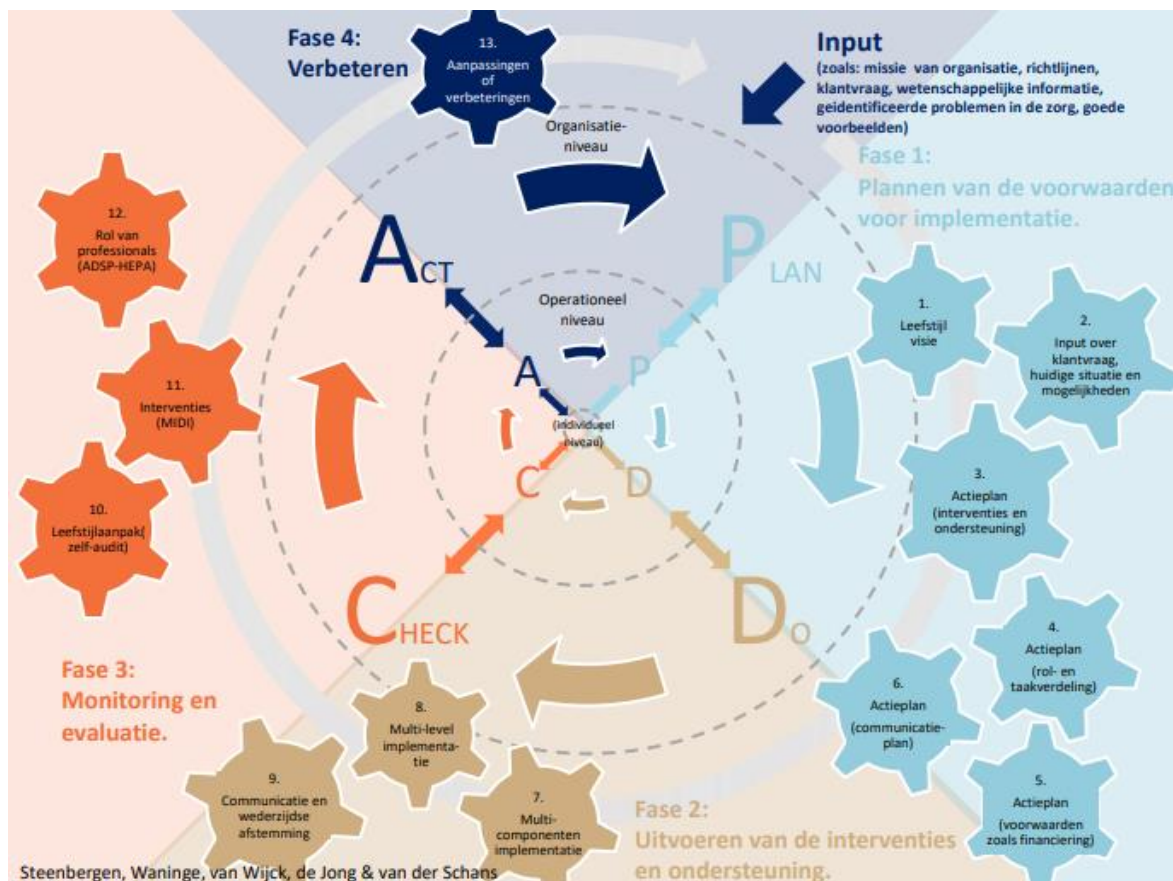 Fase 4:
Verbeteren
13.
Aanpassingen
of
verbeteringen
Input
(zoals: missie van organisatie, richtlijnen,
klantvraag, wetenschappelijke informatie,
geidentificeerde problemen in de zorg, goede
voorbeelden)
Organisatie-
niveau
Fase 1:
Plannen van de voorwaarden
voor implementatie.
12.
Rol van
professionals
(ADSP-HEPA)
ACT
PLAN
Operationeel
niveau
1.
Leefstijl
visie
2.
Input over
klantvraag,
huidige situatie en
mogelijkheden
11.
Interventies
(MIDI)
A
P
(individueel
niveau)
C
D
3.
Actieplan
(interventies en
ondersteuning)
10.
Leefstijlaanpak(
zelf-audit)
CHECK
DO
4.
Actieplan
(rol- en
taakverdeling)
Fase 3:
Monitoring en
evaluatie.
6.
Actieplan
(communicatie-
plan)
8.
Multi-level
implementa-
tie
9.
Communicatie en
wederzijdse
afstemming
7.
Multi-
componenten
implementatie
5.
Actieplan
(voorwaarden
zoals financiering)
Fase 2:
Uitvoeren van de interventies
en ondersteuning.
Steenbergen, Waninge, van Wijck, de Jong & van der Schans